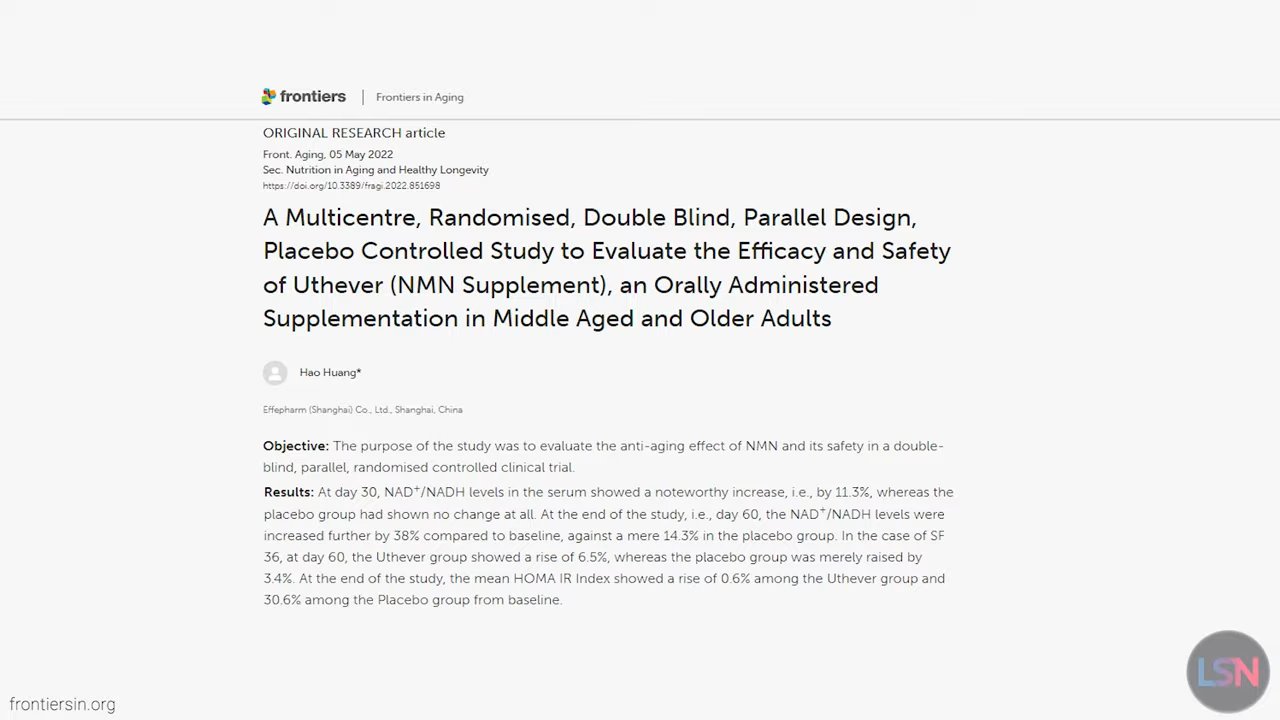 frontiers | Frontiers in Aging
ORIGINAL RESEARCH article
Front. Aging, 05 May 2022
Sec. Nutrition in Aging and Healthy Longevity
https://doi.org/10.3389/fragi.2022.851698
A Multicentre, Randomised, Double Blind, Parallel Design,
Placebo Controlled Study to Evaluate the Efficacy and Safety
of Uthever (NMN Supplement), an Orally Administered
Supplementation in Middle Aged and Older Adults
Hao Huang*
Effepharm (Shanghai) Co., Ltd., Shanghai, China
Objective: The purpose of the study was to evaluate the anti-aging effect of NMN and its safety in a double-
blind, parallel, randomised controlled clinical trial.
Results: At day 30, NAD⁺/NADH levels in the serum showed a noteworthy increase, i.e., by 11.3%, whereas the
placebo group had shown no change at all. At the end of the study, i.e., day 60, the NAD⁺/NADH levels were
increased further by 38% compared to baseline, against a mere 14.3% in the placebo group. In the case of SF
36, at day 60, the Uthever group showed a rise of 6.5%, whereas the placebo group was merely raised by
3.4%. At the end of the study, the mean HOMA IR Index showed a rise of 0.6% among the Uthever group and
30.6% among the Placebo group from baseline.
LSN
frontiersin.org